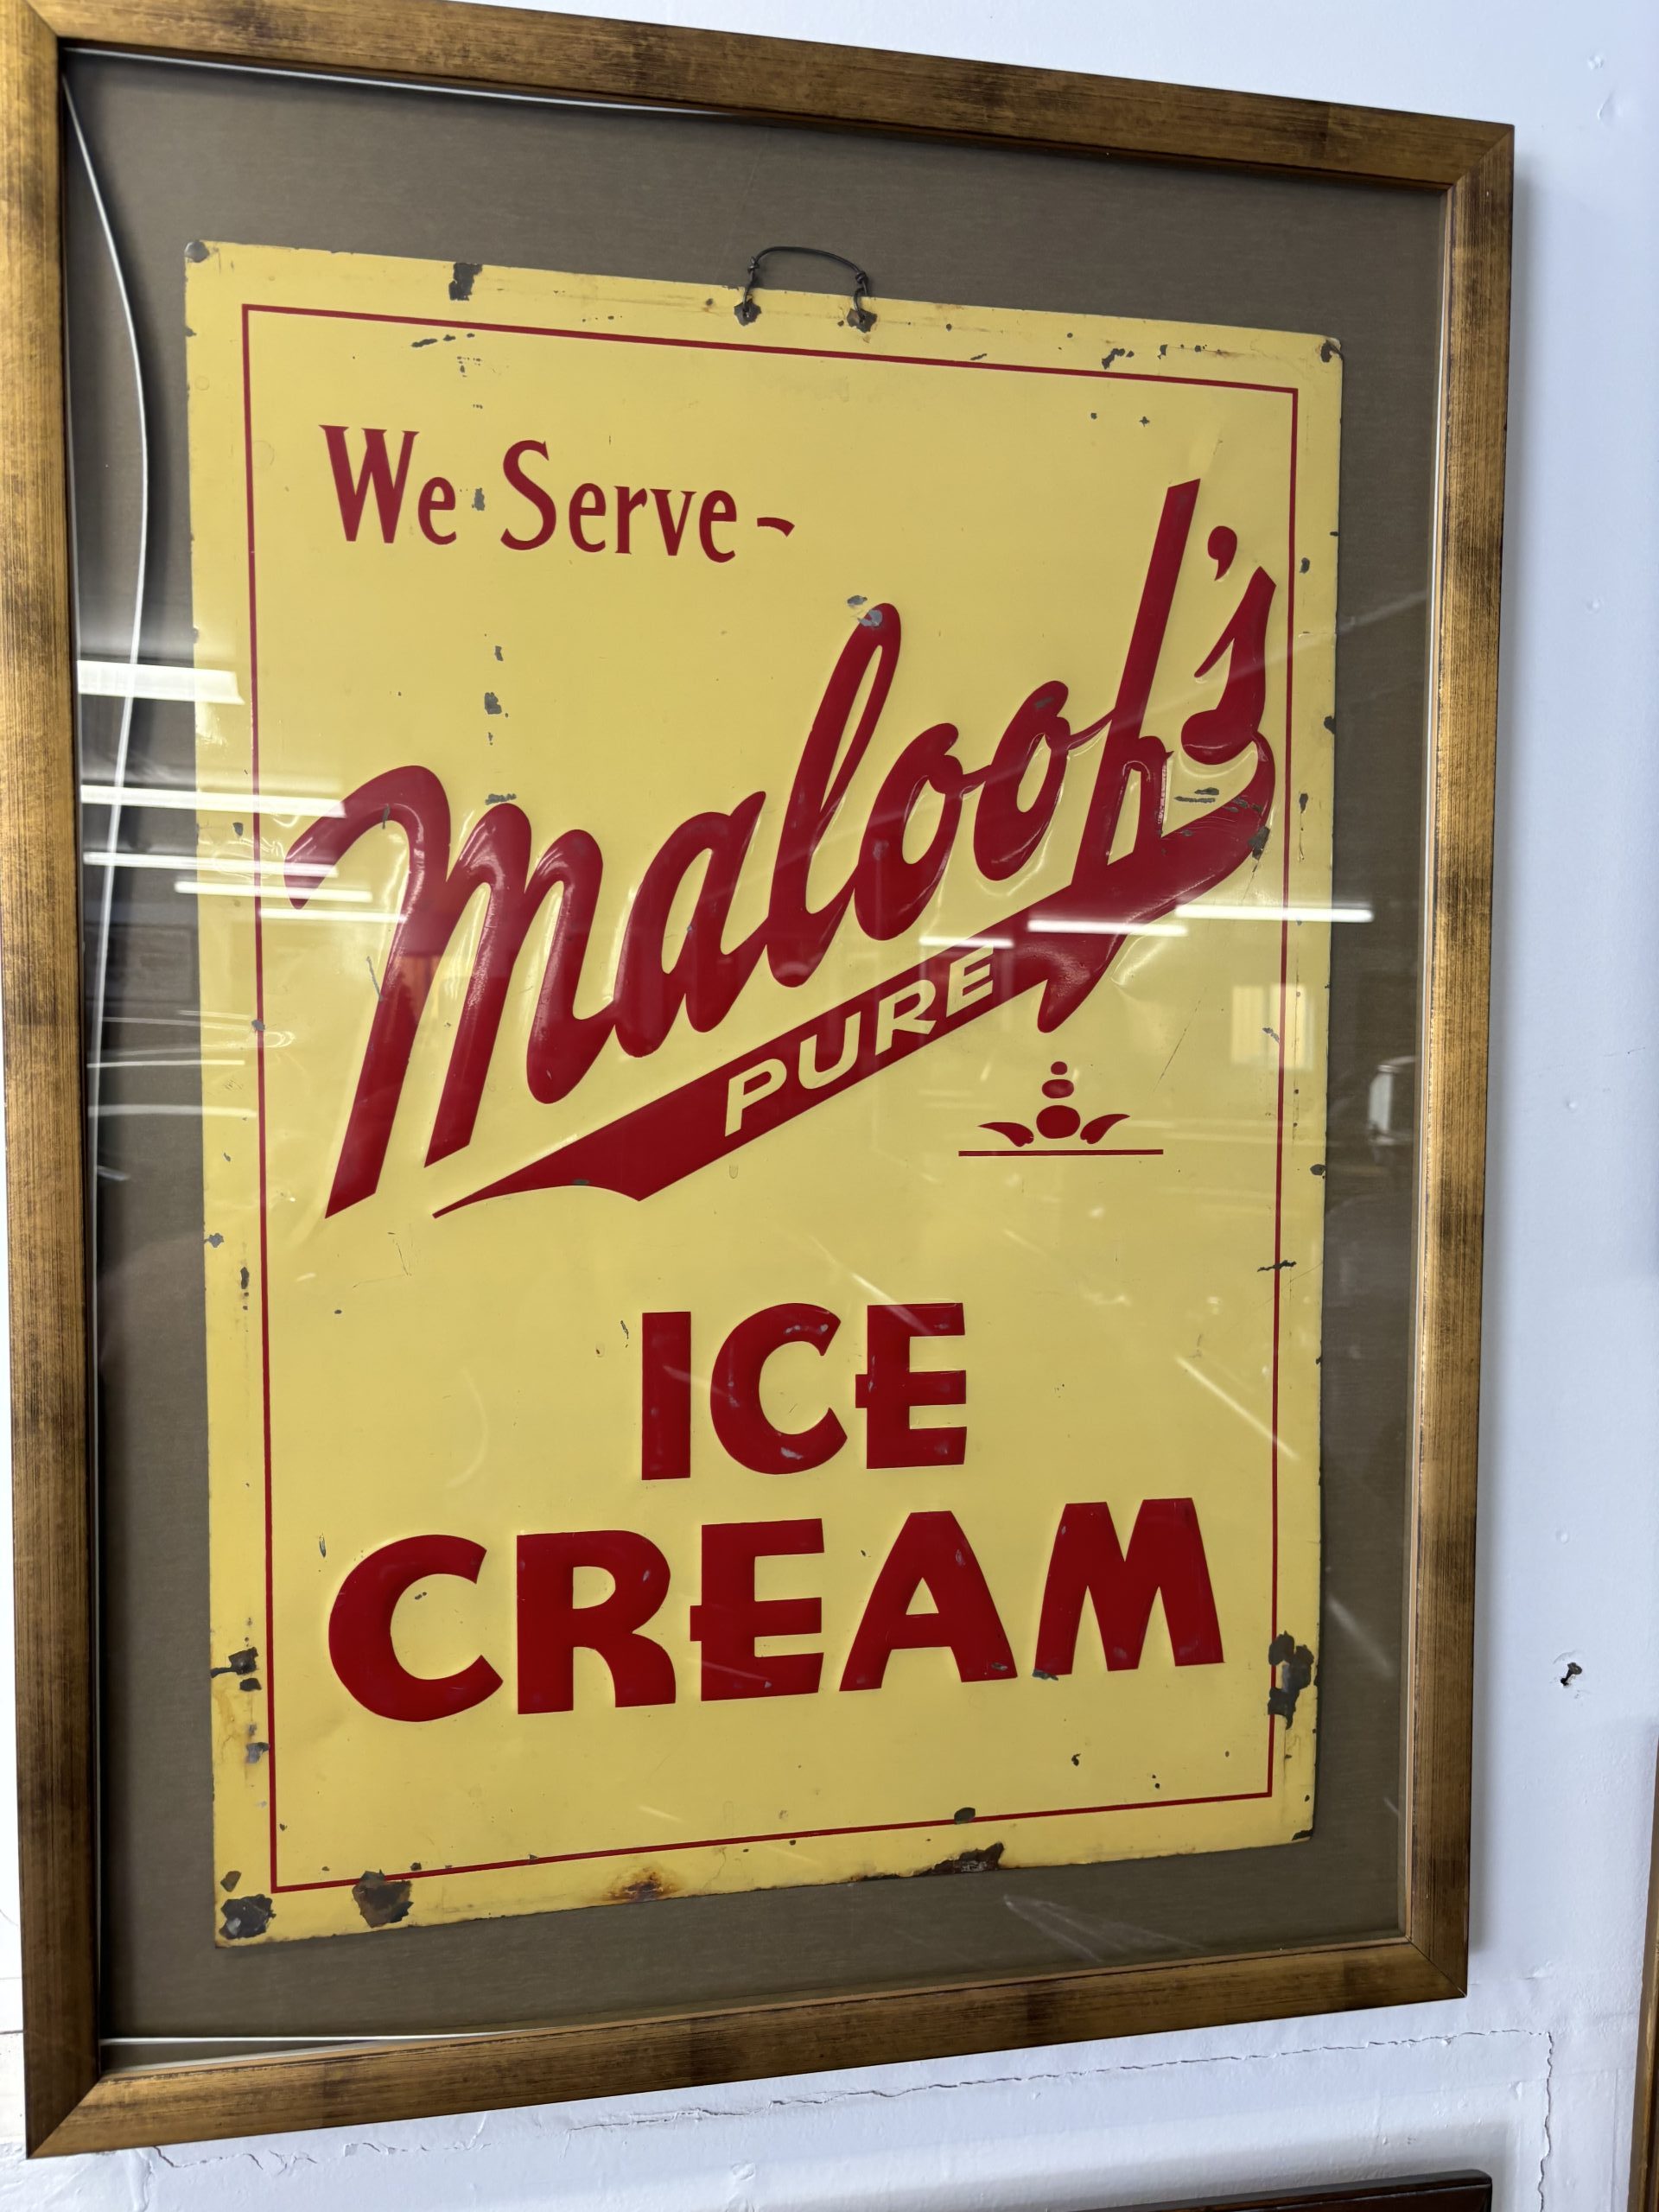 We Serve-
Maloof's
PURE
ICE
CREAM